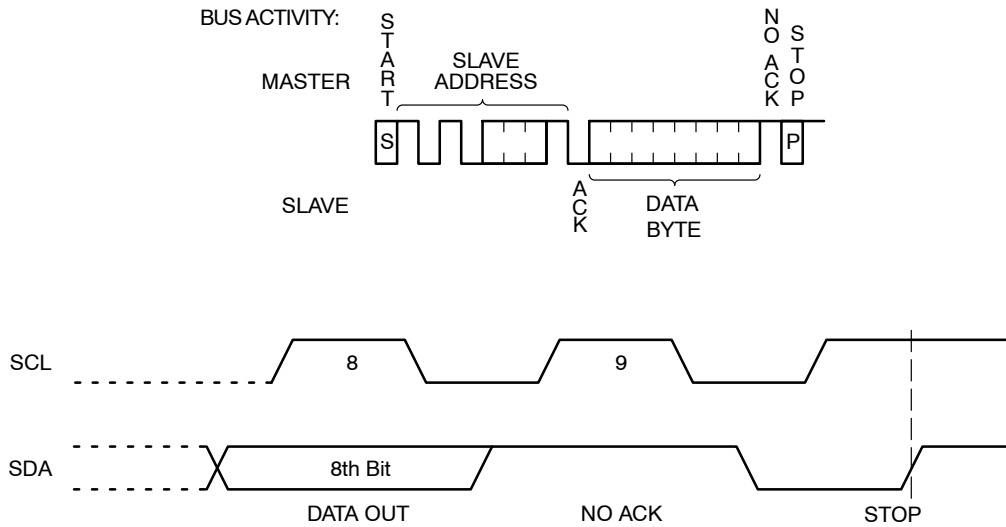 BUS ACTIVITY:
START
NO ACK
STOP
MASTER
SLAVE
ADDRESS
S
P
SLAVE
ACK
DATA
BYTE
SCL
8
9
SDA
8th Bit
DATA OUT
NO ACK
STOP